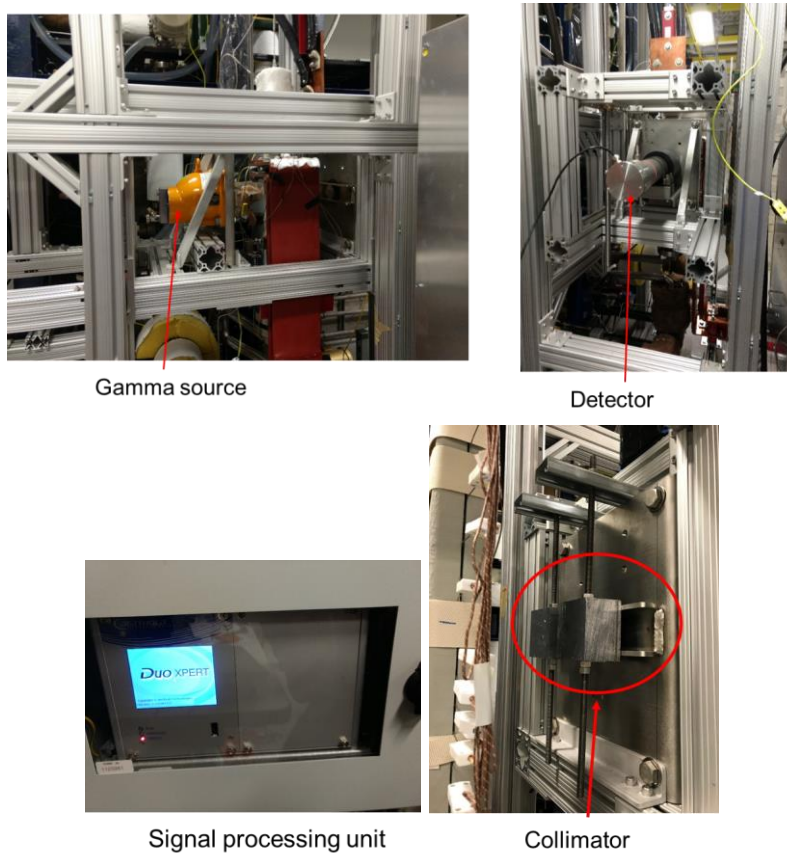 Gamma source
Detector
DUO XPERT
Signal processing unit
Collimator